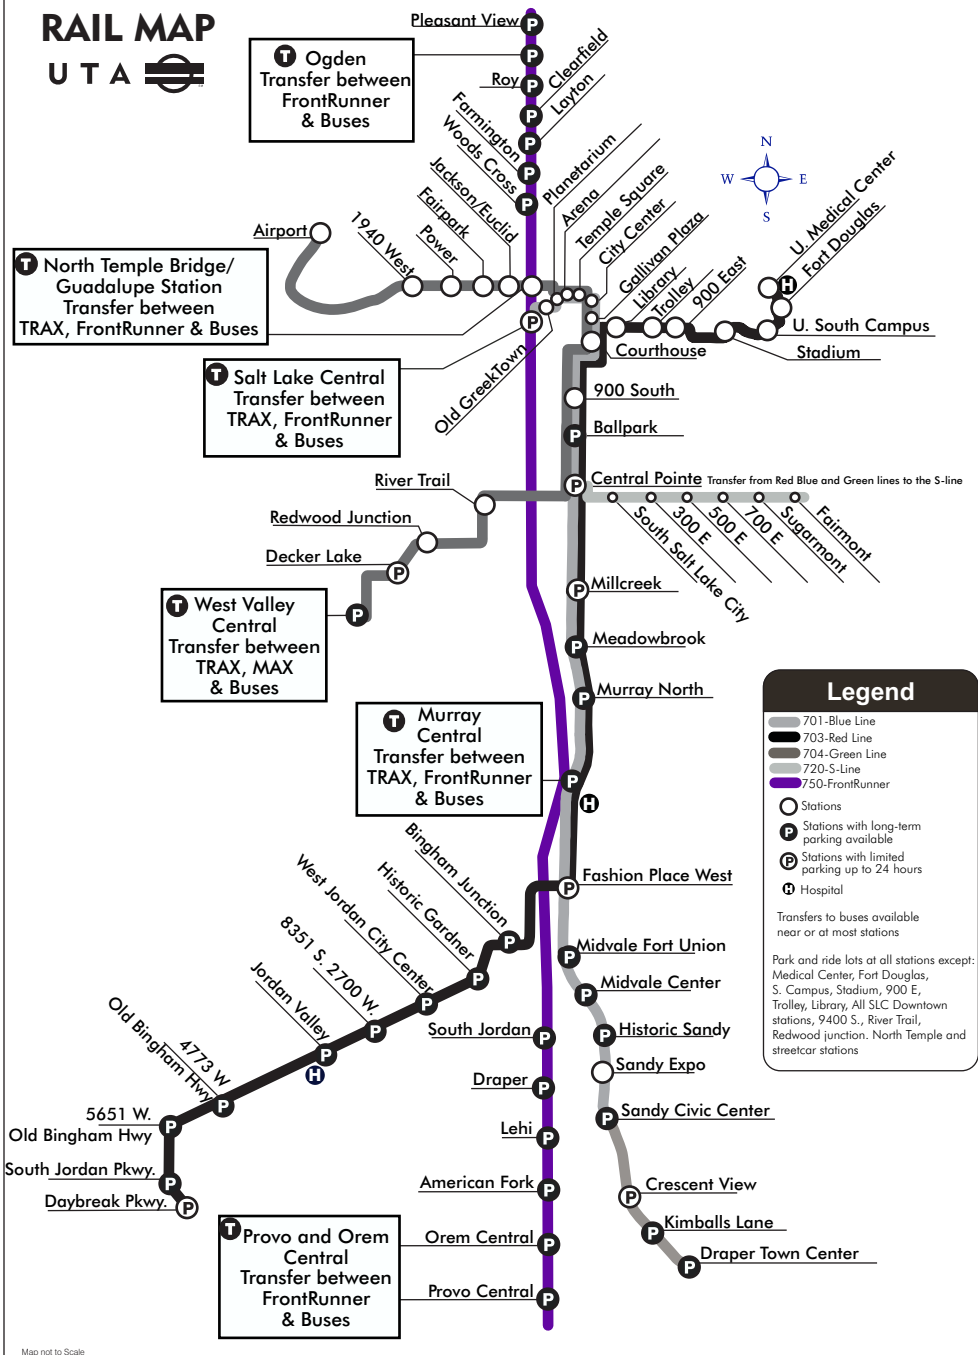 RAIL MAP
UTA
Pleasant View
T
Ogden
Transfer between
FrontRunner
& Buses
Roy
Clearfield
Layton
Farmington
Woods Cross
Jackson/Euclid
Fairpark
Power
1940 West
Airport
Planetarium
Arena
Temple Square
City Center
Gallivan Plaza
Library
Trolley
900 East
U. Medical Center
Fort Douglas
N
W
E
S
H
U. South Campus
Stadium
Courthouse
T
North Temple Bridge/
Guadalupe Station
Transfer between
TRAX, FrontRunner & Buses
T
Salt Lake Central
Transfer between
TRAX, FrontRunner
& Buses
Old GreekTown
900 South
Ballpark
Central Pointe Transfer from Red Blue and Green lines to the S-line
South Salt Lake City
300 E
500 E
700 E
Sugarmont
Fairmont
River Trail
Redwood Junction
Decker Lake
T
West Valley
Central
Transfer between
TRAX, MAX
& Buses
Millcreek
Meadowbrook
Murray North
T
Murray
Central
Transfer between
TRAX, FrontRunner
& Buses
H
Fashion Place West
Bingham Junction
Historic Gardner
West Jordan City Center
8351 S. 2700 W.
Jordan Valley
H
4773 W
Old Bingham Hwy
5651 W.
Old Bingham Hwy
South Jordan Pkwy.
Daybreak Pkwy.
Midvale Fort Union
Midvale Center
Historic Sandy
Sandy Expo
Sandy Civic Center
Crescent View
Kimballs Lane
Draper Town Center
South Jordan
Draper
Lehi
American Fork
Orem Central
Provo Central
T
Provo and Orem
Central
Transfer between
FrontRunner
& Buses
Legend
701-Blue Line
703-Red Line
704-Green Line
720-S-Line
750-FrontRunner
Stations
P Stations with long-term
parking available
P Stations with limited
parking up to 24 hours
H Hospital
Transfers to buses available
near or at most stations
Park and ride lots at all stations except:
Medical Center, Fort Douglas,
S. Campus, Stadium, 900 E,
Trolley, Library, All SLC Downtown
stations, 9400 S., River Trail,
Redwood junction. North Temple and
streetcar stations
Map not to Scale